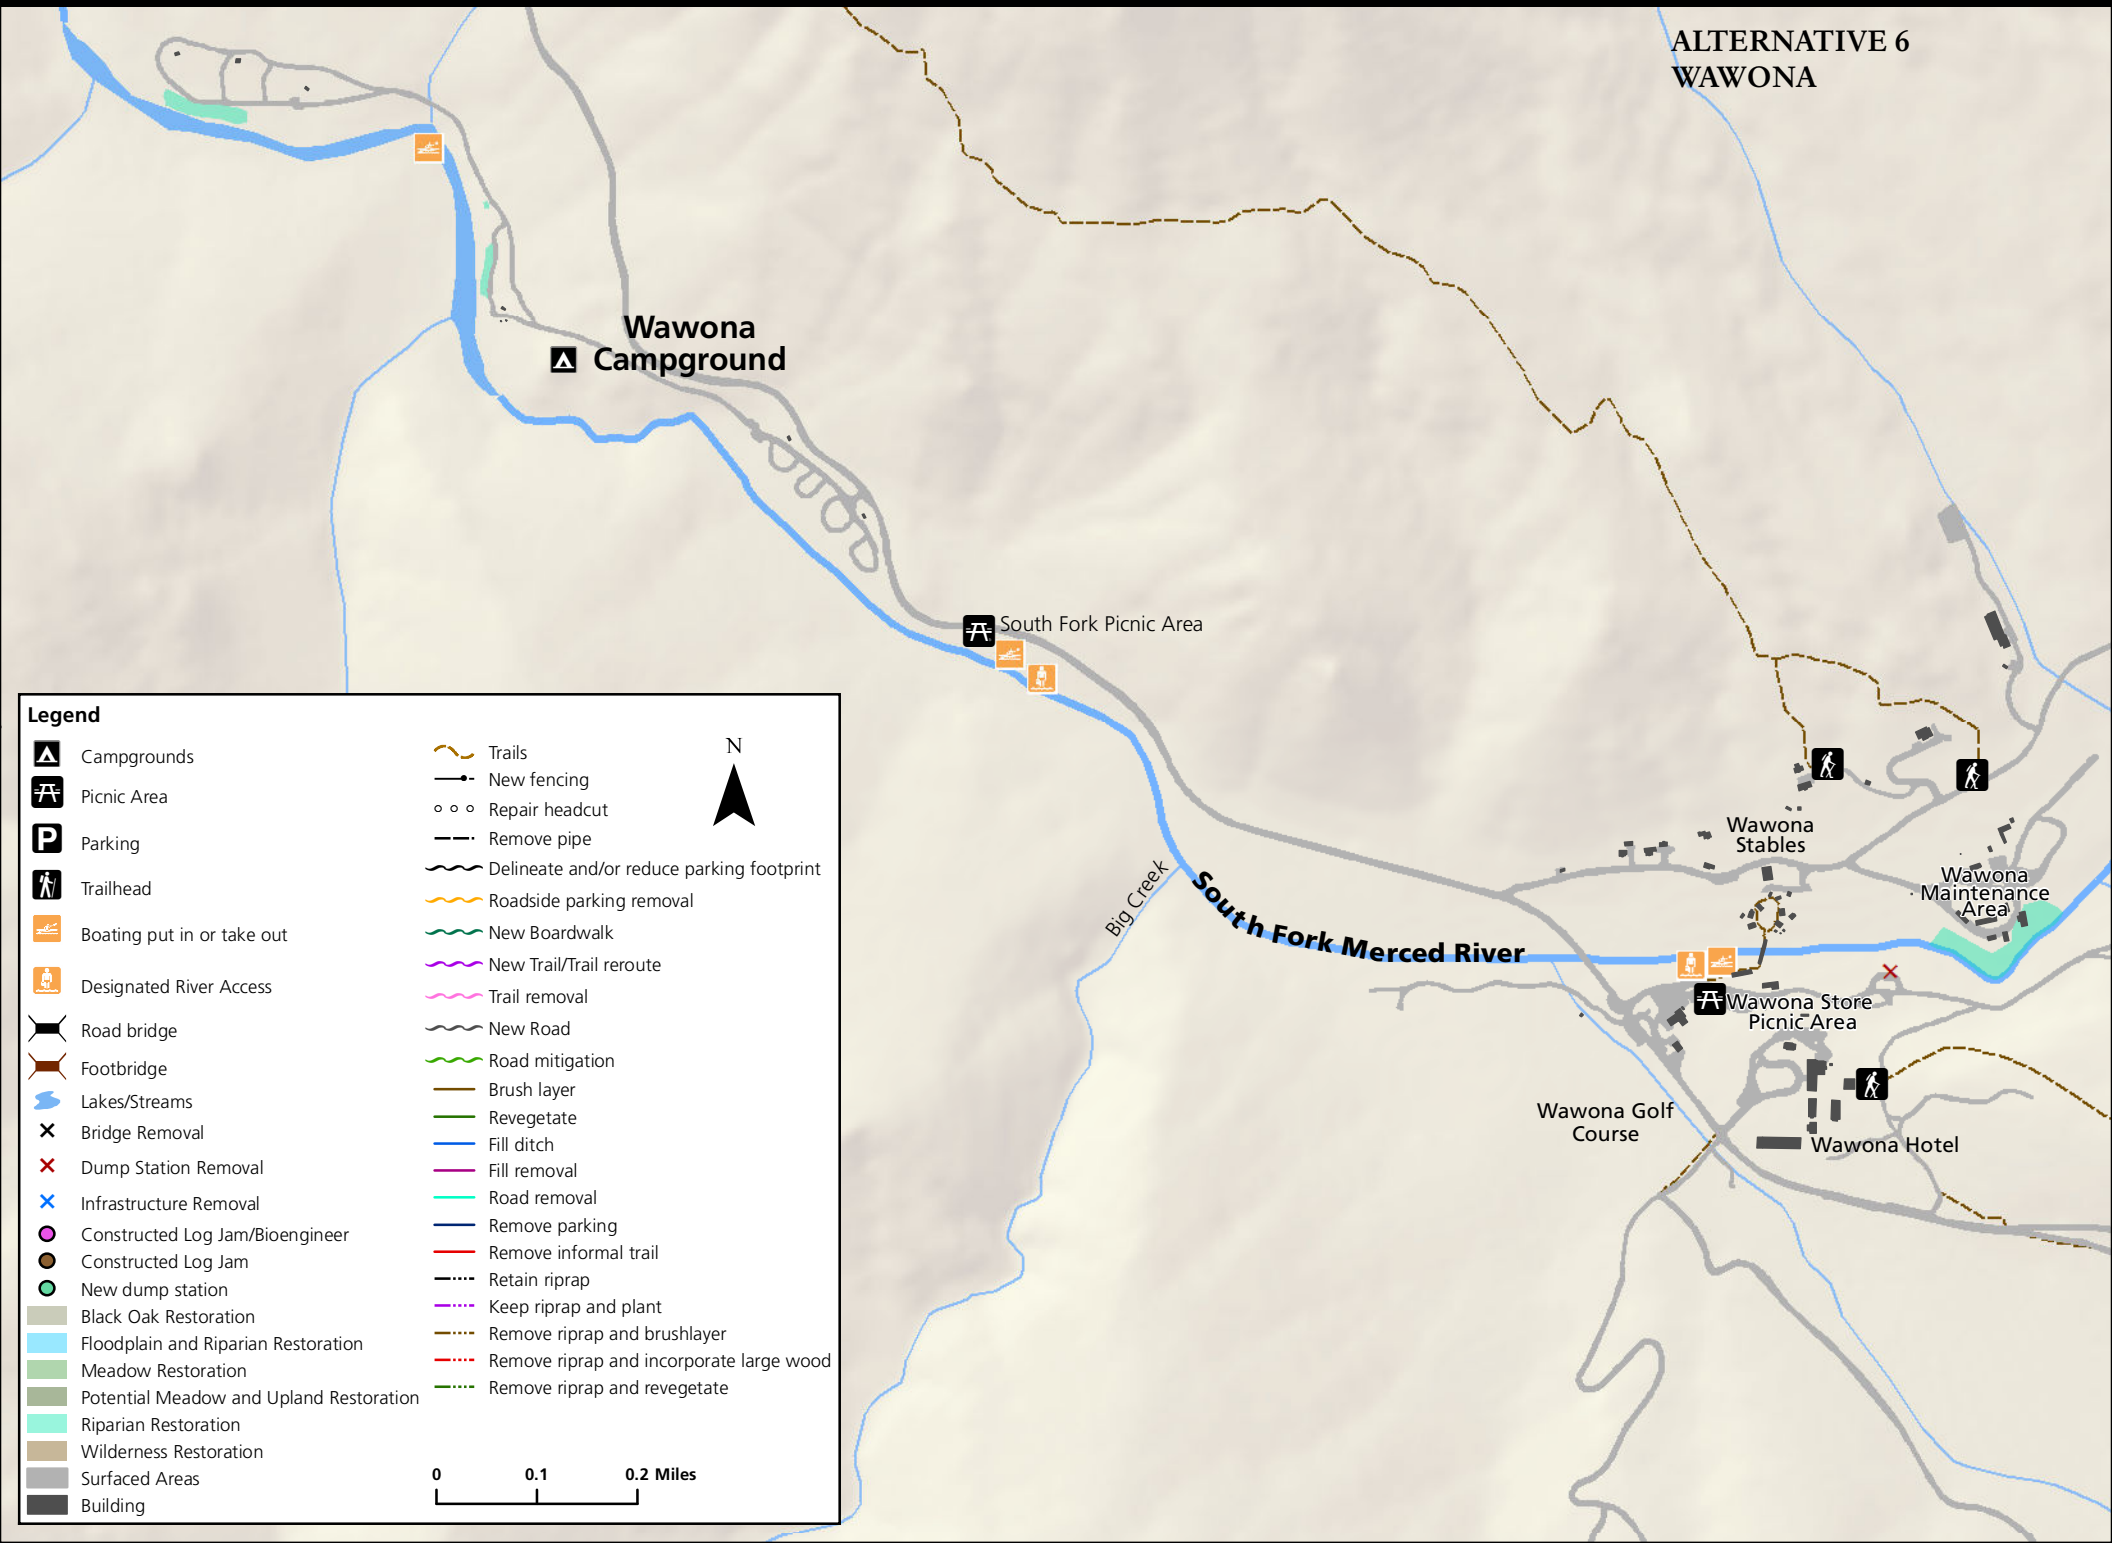 ALTERNATIVE 6
WAWONA
Wawona
Campground
South Fork Picnic Area
Wawona
Stables
Wawona
Maintenance
Area
Big Creek
South Fork Merced River
Wawona Store
Picnic Area
Wawona Golf
Course
Wawona Hotel
Legend
Campgrounds
Picnic Area
P
Parking
Trailhead
Boating put in or take out
Designated River Access
Road bridge
Footbridge
Lakes/Streams
Bridge Removal
Dump Station Removal
Infrastructure Removal
Constructed Log Jam/Bioengineer
Constructed Log Jam
New dump station
Black Oak Restoration
Floodplain and Riparian Restoration
Meadow Restoration
Potential Meadow and Upland Restoration
Riparian Restoration
Wilderness Restoration
Surfaced Areas
Building
Trails
New fencing
Repair headcut
Remove pipe
Delineate and/or reduce parking footprint
Roadside parking removal
New Boardwalk
New Trail/Trail reroute
Trail removal
New Road
Road mitigation
Brush layer
Revegetate
Fill ditch
Fill removal
Road removal
Remove parking
Remove informal trail
Retain riprap
Keep riprap and plant
Remove riprap and brushlayer
Remove riprap and incorporate large wood
Remove riprap and revegetate
N
0 0.1 0.2 Miles